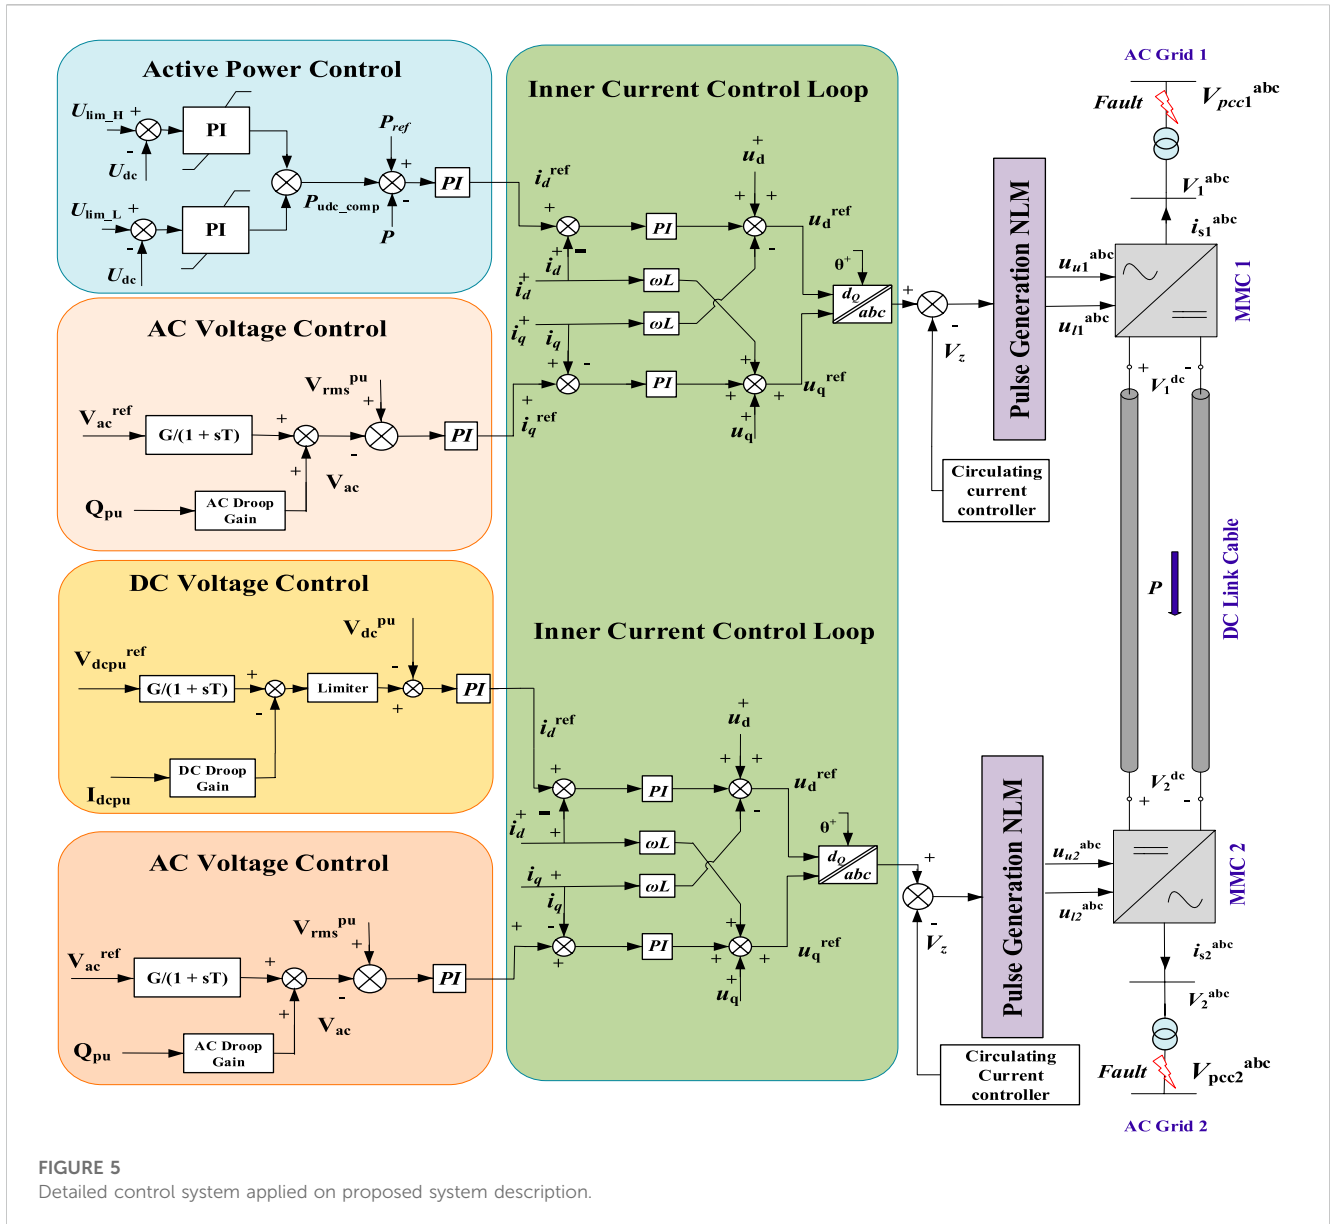 Active Power Control
U_lim_H
+
-
PI
U_dc
U_lim_L
+
-
PI
U_dc
P_ref
+
-
P_udc_comp
P
PI
AC Voltage Control
V_rms^pu
V_ac^ref
G/(1 + sT)
+
+
+
-
V_ac
PI
Q_pu
AC Droop
Gain
DC Voltage Control
V_dc^pu
V_dcpu^ref
G/(1 + sT)
+
-
Limiter
-
+
PI
I_dcpu
DC Droop
Gain
AC Voltage Control
V_rms^pu
V_ac^ref
G/(1 + sT)
+
+
+
-
V_ac
PI
Q_pu
AC Droop
Gain
Inner Current Control Loop
u_d^+
i_d^ref
+
-
i_d^+
PI
+
+
-
u_d^ref
i_d^+
ωL
θ^+
d_Q
abc
i_q^+
i_q
ωL
+
-
PI
+
+
+
u_q^ref
i_q^ref
+
u_q^+
Inner Current Control Loop
u_d^+
i_d^ref
+
-
PI
+
+
-
u_d^ref
i_d^+
+
ωL
θ^+
d_Q
abc
i_q +
i_q
ωL
+
-
+
PI
+
+
+
u_q^ref
u_q^+
+
-
V_z
Pulse Generation NLM
Circulating
current
controller
+
-
V_z
Pulse Generation NLM
Circulating
Current
controller
AC Grid 1
Fault
V_pcc1^abc
V_1^abc
i_s1^abc
u_u1^abc
u_l1^abc
MMC 1
+
-
V_1^dc
P
DC Link Cable
V_2^dc
+
-
u_u2^abc
u_l2^abc
MMC 2
i_s2^abc
V_2^abc
Fault
V_pcc2^abc
AC Grid 2
FIGURE 5
Detailed control system applied on proposed system description.